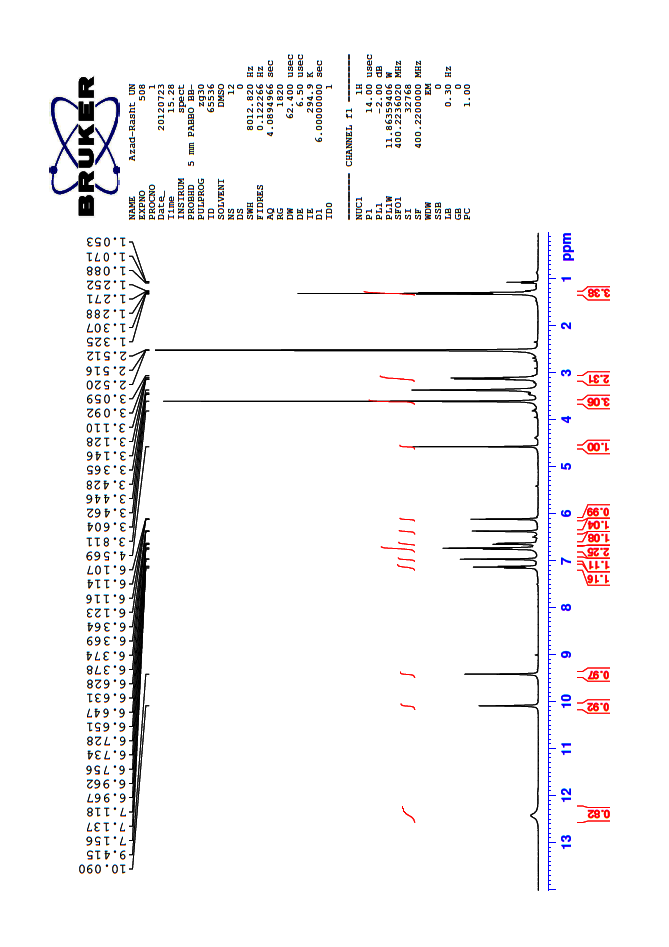 BRUKER
NAME Azad-Rasht UN
EXPNO 508
PROCNO 1
Date_ 20120723
Time 15.28
INSTRUM spect
PROBHD 5 mm PABBO BB-
PULPROG zg30
TD 65536
SOLVENT DMSO
NS 12
DS 0
SWH 8012.820 Hz
FIDRES 0.122266 Hz
AQ 4.0894966 sec
RG 1820
DW 62.400 usec
DE 6.50 usec
TE 294.9 K
D1 6.00000000 sec
TD0 1
======== CHANNEL f1 ========
NUC1 1H
P1 14.00 usec
PL1 -2.00 dB
PL1W 11.86359406 W
SFO1 400.2236020 MHz
SI 32768
SF 400.2200000 MHz
WDW EM
SSB 0
LB 0.30 Hz
GB 0
PC 1.00
1.053
1.071
1.088
1.252
1.271
1.288
1.307
1.325
2.512
2.516
2.520
3.059
3.092
3.110
3.128
3.146
3.365
3.428
3.446
3.462
3.604
3.811
4.569
6.107
6.114
6.116
6.123
6.364
6.369
6.374
6.378
6.628
6.631
6.647
6.651
6.728
6.734
6.756
6.962
6.967
7.118
7.137
7.156
9.415
10.090
ppm
1
2
3
4
5
6
7
8
9
10
11
12
13
3.36
2.31
3.06
1.00
0.99
1.04
1.08
2.25
1.11
1.16
0.97
0.92
0.82